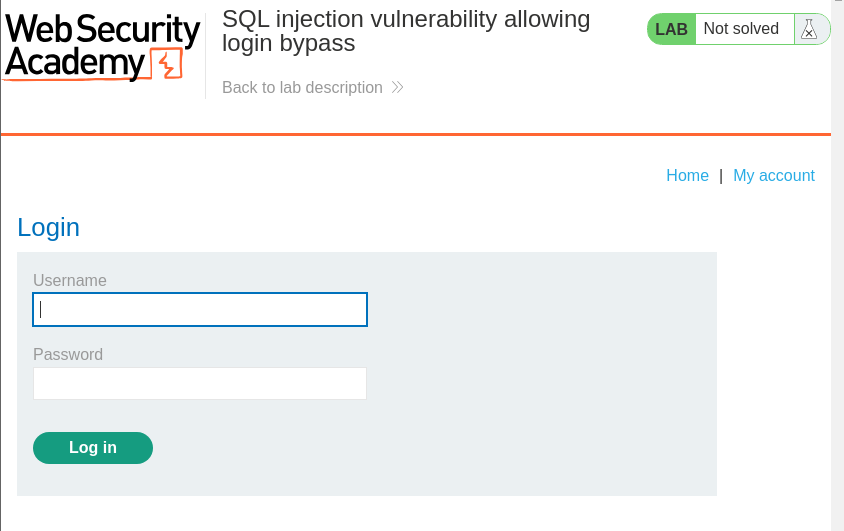 Web Security
Academy
SQL injection vulnerability allowing
login bypass
Back to lab description
LAB Not solved
Home | My account
Login
Username
Password
Log in